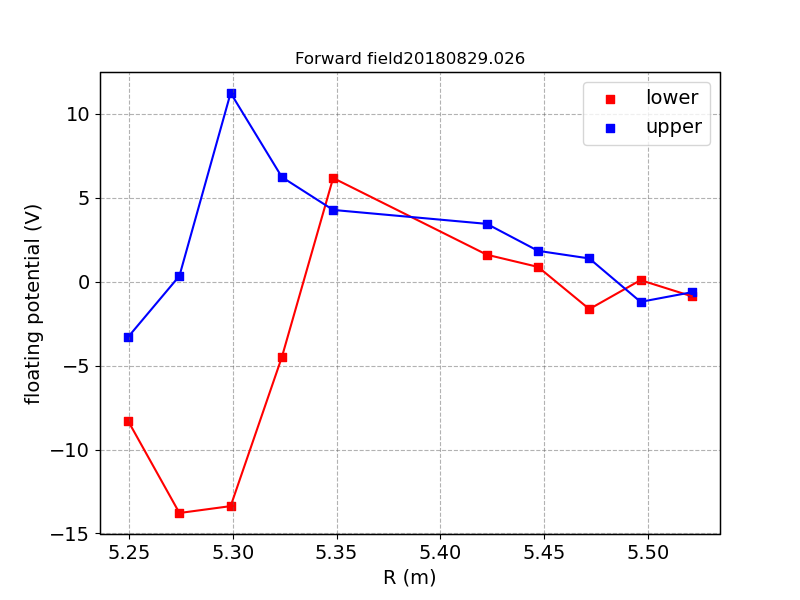 Forward field20180829.026
lower
upper
10
5
0
−5
−10
−15
floating potential (V)
5.25 5.30 5.35 5.40 5.45 5.50
R (m)